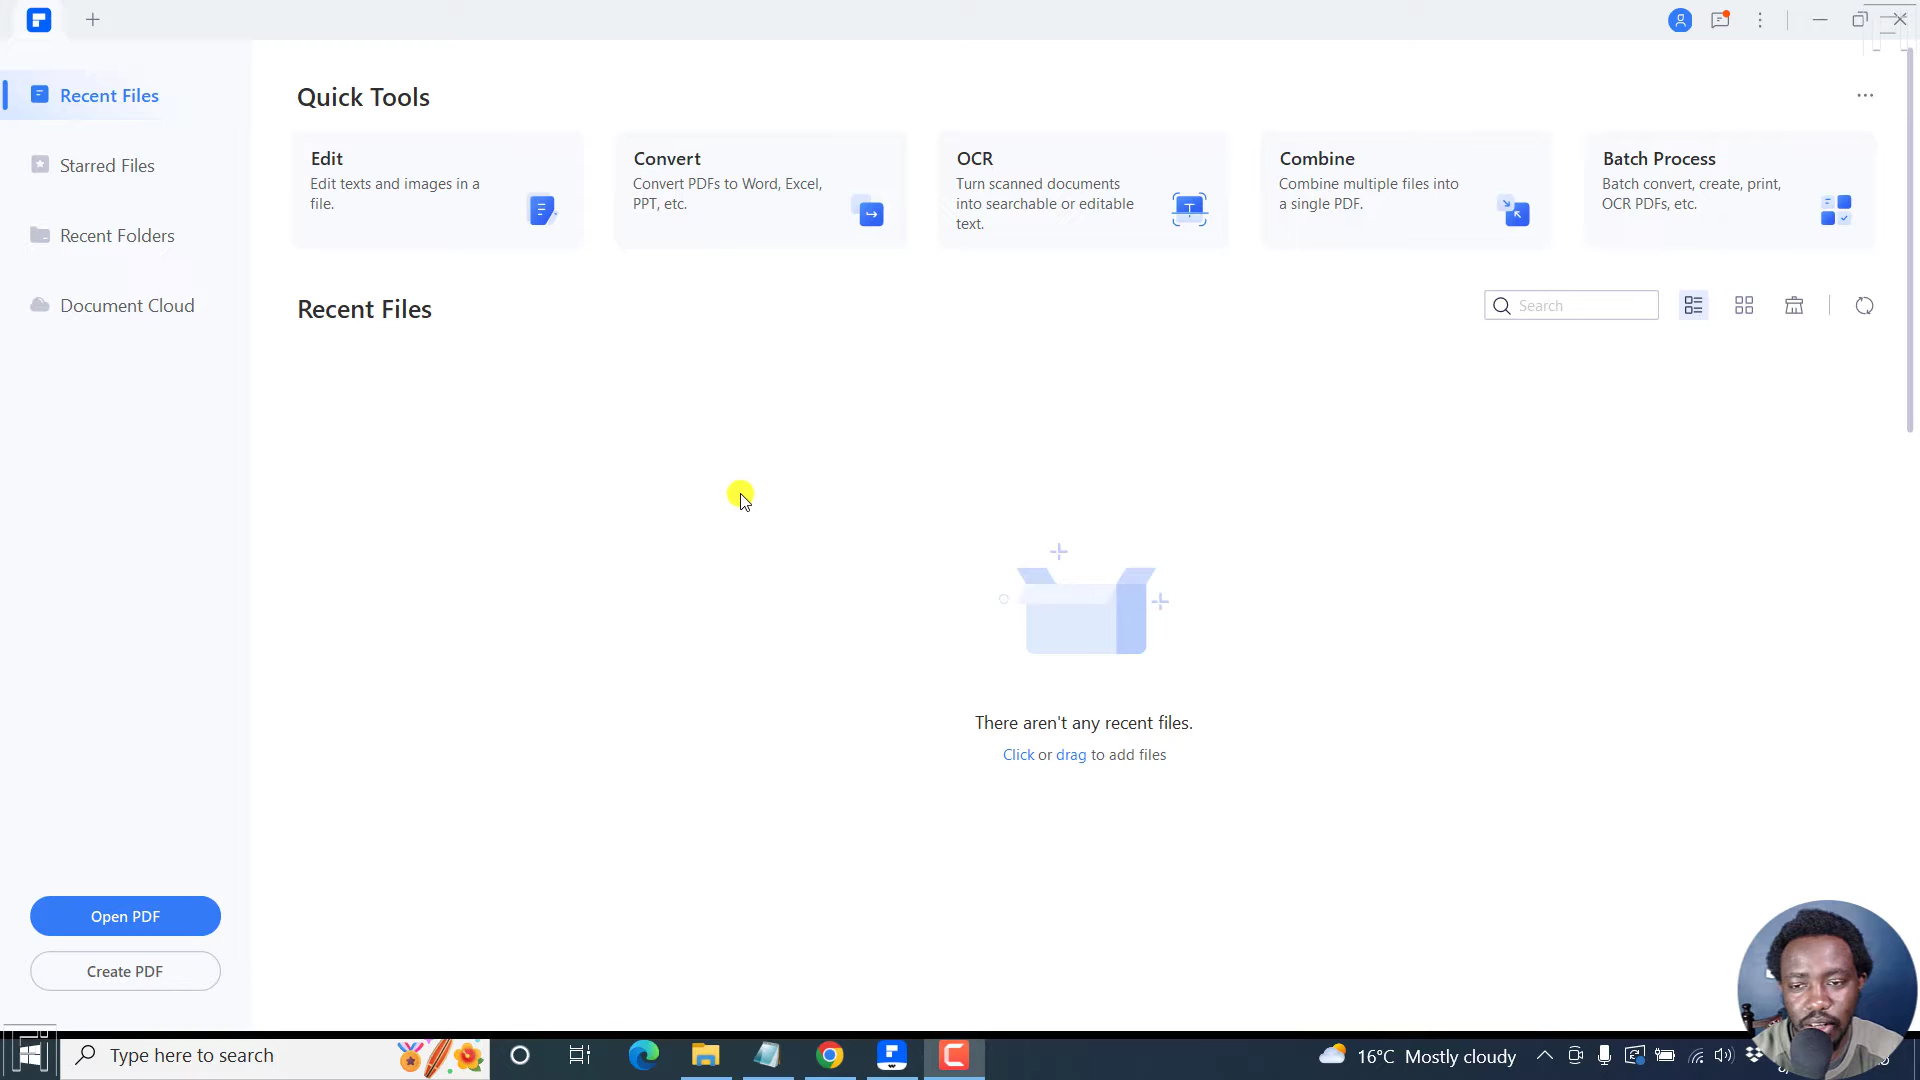 Recent Files
Starred Files
Recent Folders
Document Cloud
Open PDF
Create PDF
Quick Tools
Edit
Edit texts and images in a
file.
Convert
Convert PDFs to Word, Excel,
PPT, etc.
OCR
Turn scanned documents
into searchable or editable
text.
Combine
Combine multiple files into
a single PDF.
Batch Process
Batch convert, create, print,
OCR PDFs, etc.
Recent Files
Search
There aren't any recent files.
Click or drag to add files
Type here to search
16°C Mostly cloudy